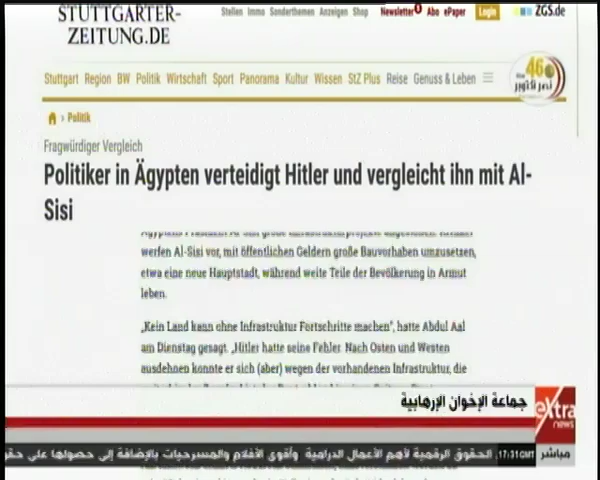 STUTTGARTER-
ZEITUNG.DE
Stellen Immo Sonderthemen Anzeigen Shop Newsletter Abo ePaper Login ZGS.de
Stuttgart Region BW Politik Wirtschaft Sport Panorama Kultur Wissen StZ Plus Reise Genuss & Leben
46
نصر أكتوبر
› Politik
Fragwürdiger Vergleich
Politiker in Ägypten verteidigt Hitler und vergleicht ihn mit Al-
Sisi
werfen Al-Sisi vor, mit öffentlichen Geldern große Bauvorhaben umzusetzen,
etwa eine neue Hauptstadt, während weite Teile der Bevölkerung in Armut
leben.
„Kein Land kann ohne Infrastruktur Fortschritte machen", hatte Abdul Aal
am Dienstag gesagt. „Hitler hatte seine Fehler. Nach Osten und Westen
ausdehnen konnte er sich (aber) wegen der vorhandenen Infrastruktur, die
جماعة الإخوان الإرهابية
eXtra
news
مباشر
17:31GMT
الحقوق الرقمية لأهم الأعمال الدرامية وأقوى الأفلام والمسرحيات بالإضافة إلى حصولها على حقو